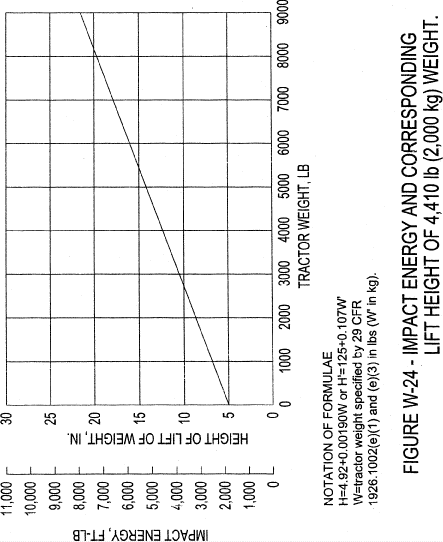 IMPACT ENERGY, FT-LB
11,000
10,000
9,000
8,000
7,000
6,000
5,000
4,000
3,000
2,000
1,000
0
HEIGHT OF LIFT OF WEIGHT, IN.
30
25
20
15
10
5
0
0 1000 2000 3000 4000 5000 6000 7000 8000 9000
TRACTOR WEIGHT, LB
NOTATION OF FORMULAE
H=4.92+0.00190W or H'=125+0.107W'
W=tractor weight specified by 29 CFR
1926.1002(e)(1) and (e)(3) in lbs (W' in kg).
FIGURE W-24 - IMPACT ENERGY AND CORRESPONDING
LIFT HEIGHT OF 4,410 lb (2,000 kg) WEIGHT.